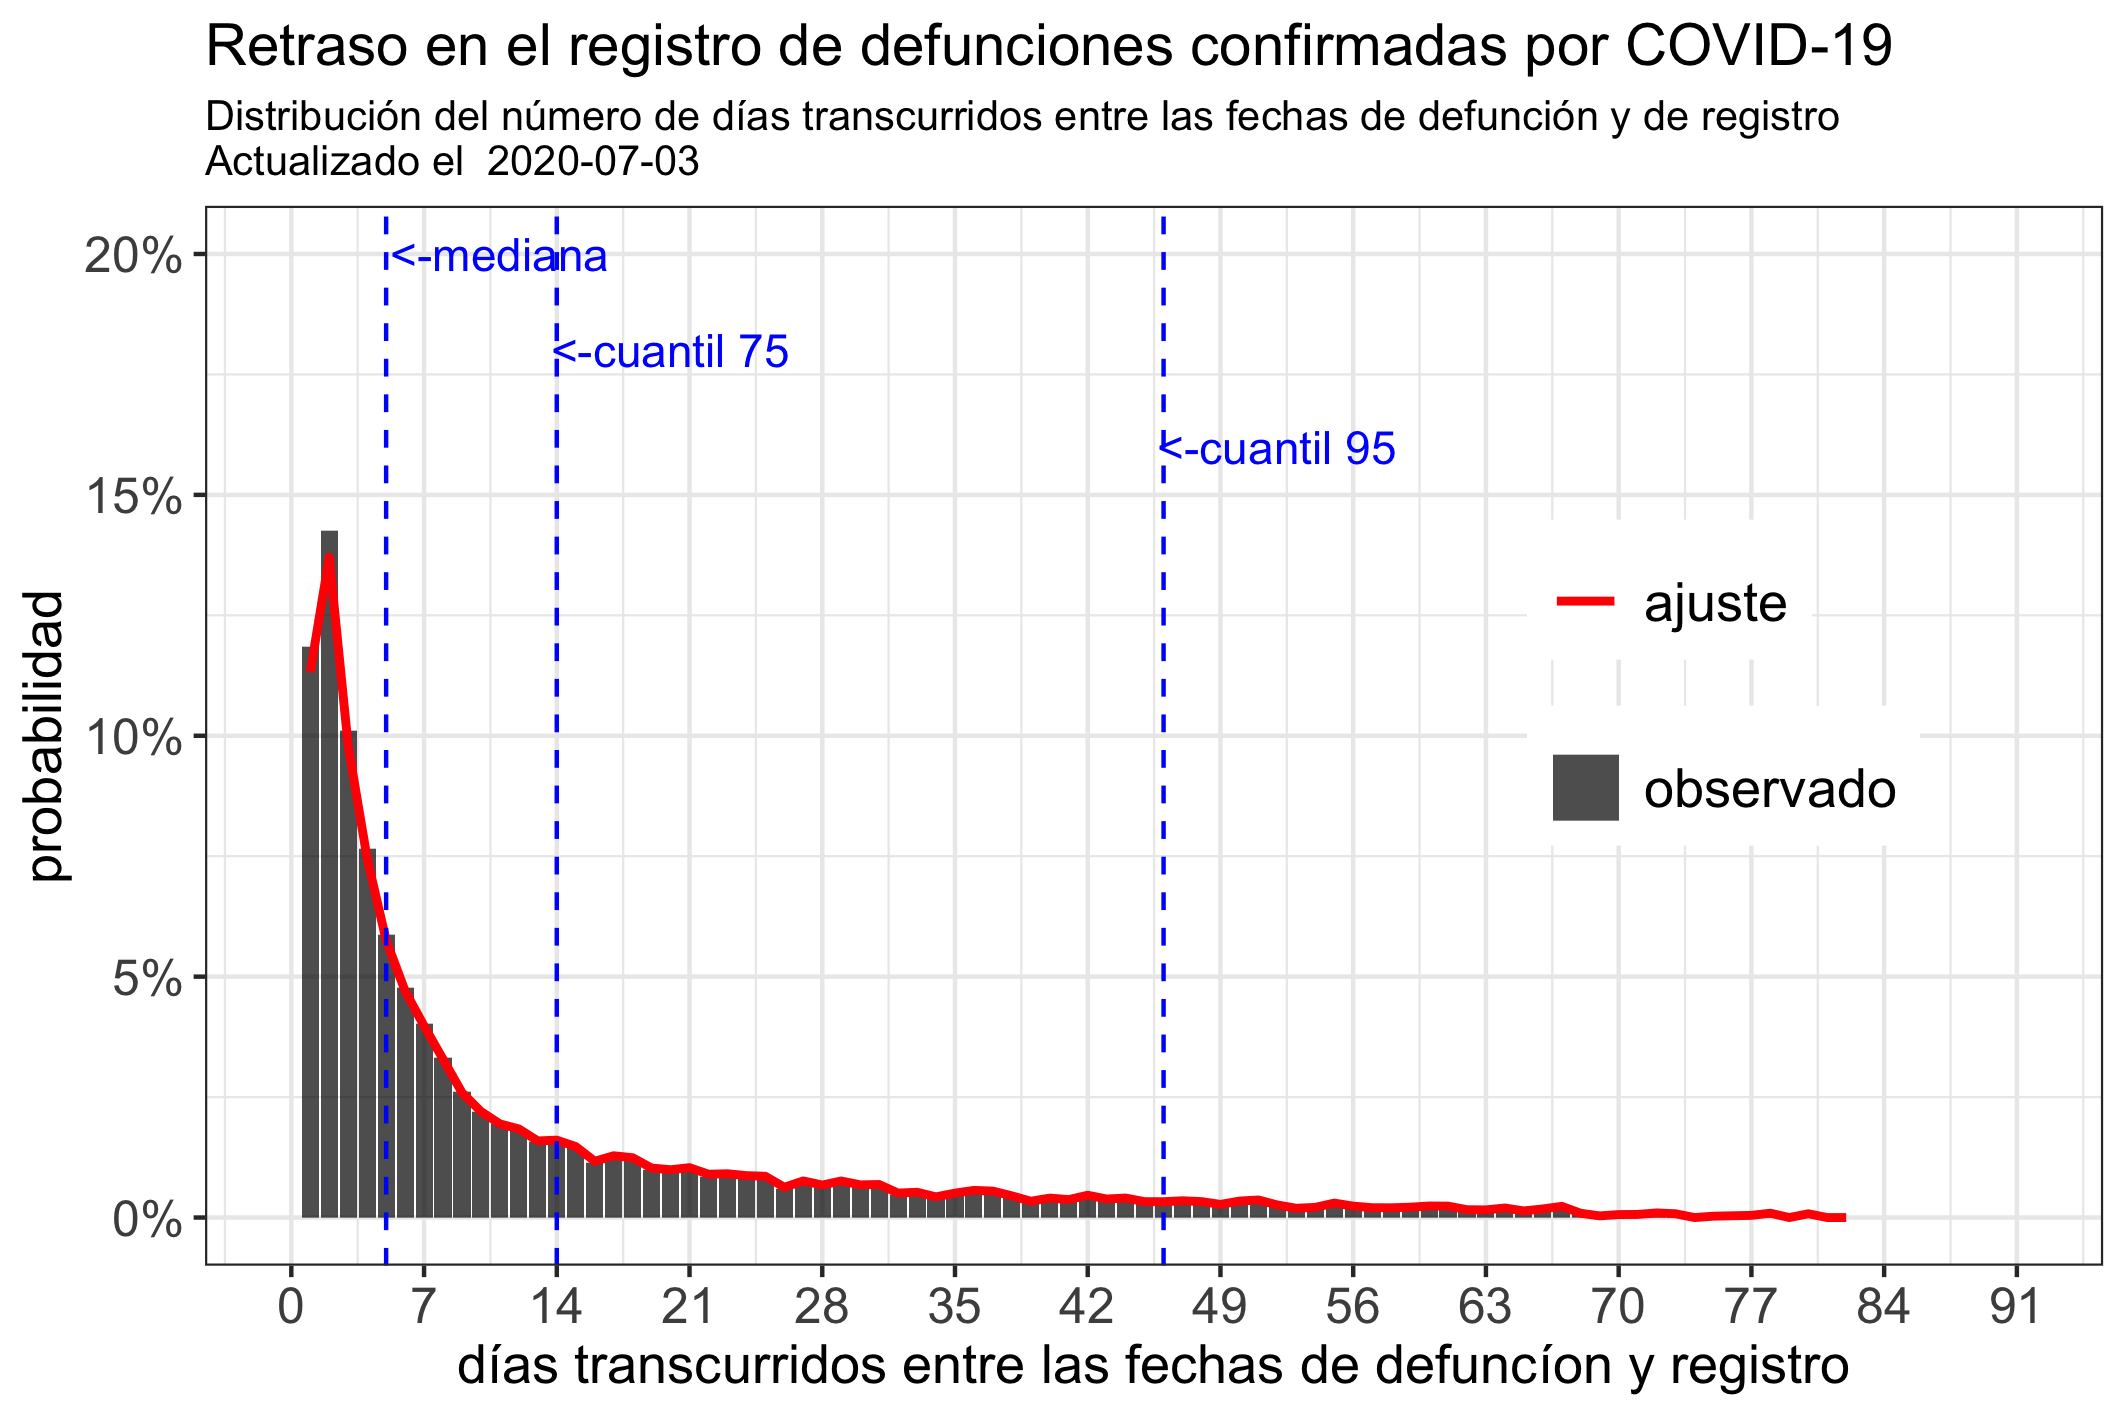 Retraso en el registro de defunciones confirmadas por COVID-19
Distribución del número de días transcurridos entre las fechas de defunción y de registro
Actualizado el  2020-07-03
20%
15%
10%
5%
0%
probabilidad
<-mediana
<-cuantil 75
<-cuantil 95
ajuste
observado
0 7 14 21 28 35 42 49 56 63 70 77 84 91
días transcurridos entre las fechas de defuncíon y registro